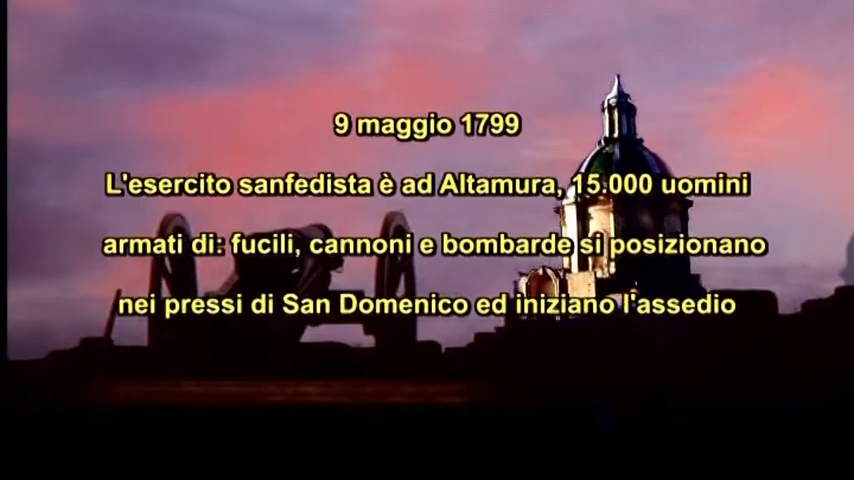 9 maggio 1799
L'esercito sanfedista è ad Altamura, 15.000 uomini
armati di: fucili, cannoni e bombarde si posizionano
nei pressi di San Domenico ed iniziano l'assedio